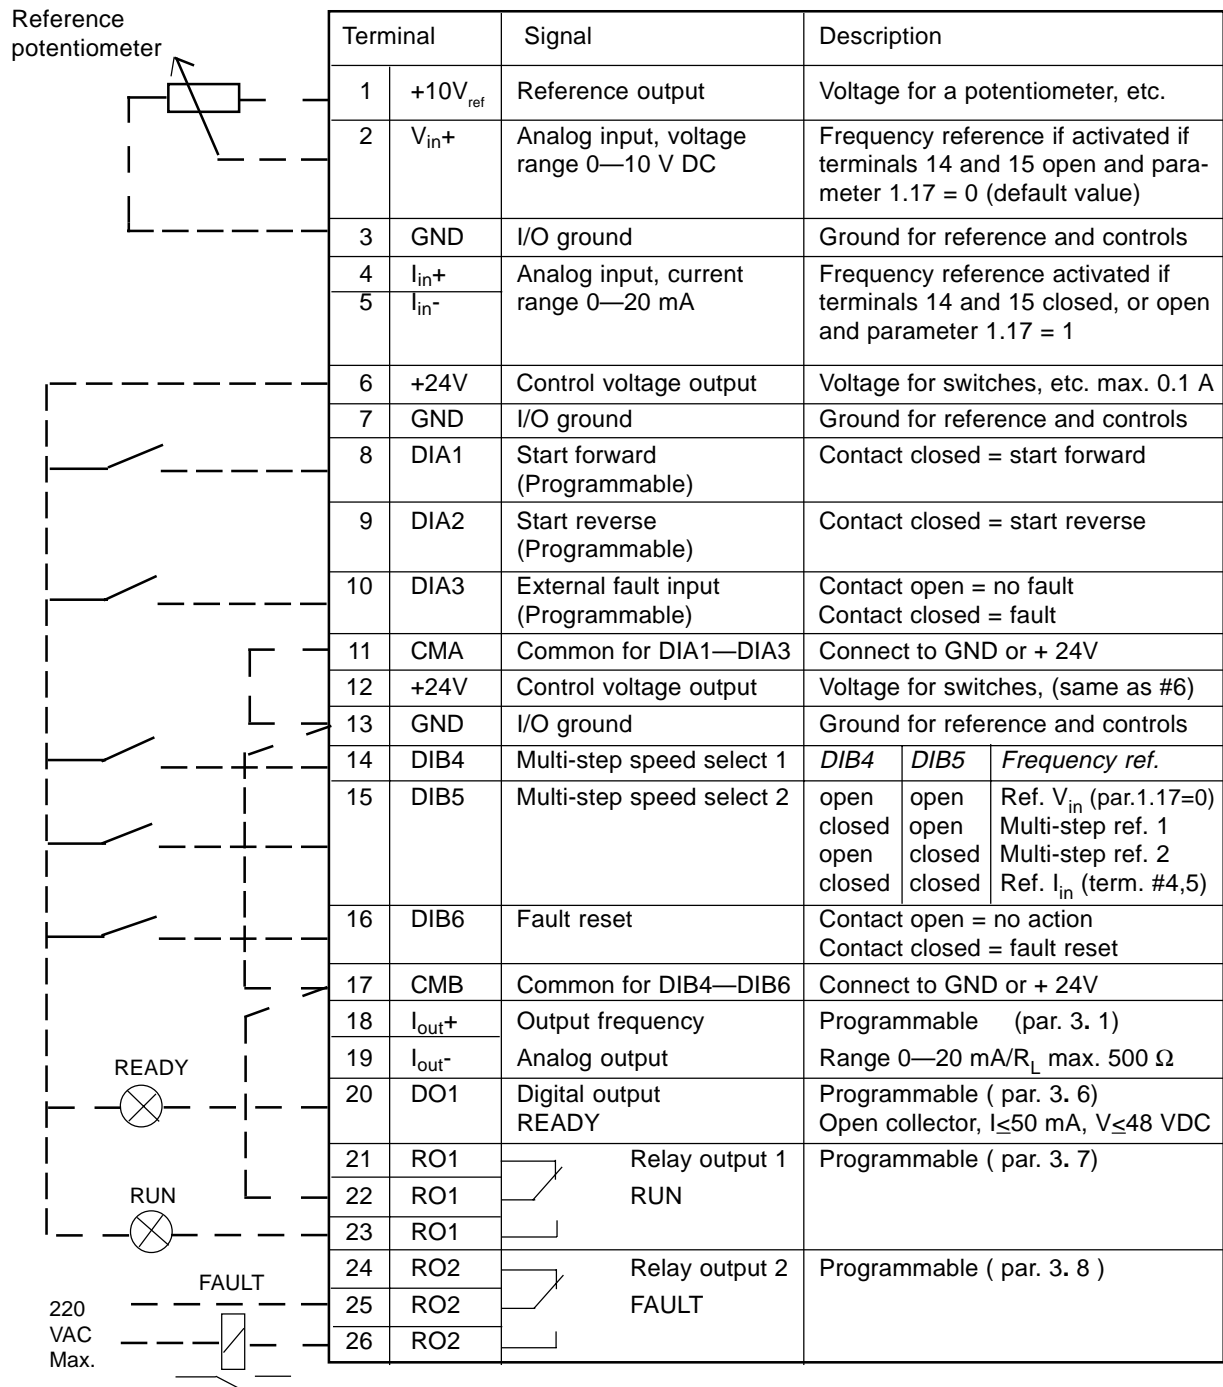 Reference
potentiometer
Terminal Signal Description
1 +10Vref Reference output Voltage for a potentiometer, etc.
2 Vin+ Analog input, voltage Frequency reference if activated if
range 0—10 V DC terminals 14 and 15 open and para-
meter 1.17 = 0 (default value)
3 GND I/O ground Ground for reference and controls
4 Iin+ Analog input, current Frequency reference activated if
5 Iin- range 0—20 mA terminals 14 and 15 closed, or open
and parameter 1.17 = 1
6 +24V Control voltage output Voltage for switches, etc. max. 0.1 A
7 GND I/O ground Ground for reference and controls
8 DIA1 Start forward Contact closed = start forward
(Programmable)
9 DIA2 Start reverse Contact closed = start reverse
(Programmable)
10 DIA3 External fault input Contact open = no fault
(Programmable) Contact closed = fault
11 CMA Common for DIA1—DIA3 Connect to GND or + 24V
12 +24V Control voltage output Voltage for switches, (same as #6)
13 GND I/O ground Ground for reference and controls
14 DIB4 Multi-step speed select 1 DIB4 DIB5 Frequency ref.
15 DIB5 Multi-step speed select 2 open open Ref. Vin (par.1.17=0)
closed open Multi-step ref. 1
open closed Multi-step ref. 2
closed closed Ref. Iin (term. #4,5)
16 DIB6 Fault reset Contact open = no action
Contact closed = fault reset
17 CMB Common for DIB4—DIB6 Connect to GND or + 24V
18 Iout+ Output frequency Programmable (par. 3. 1)
19 Iout- Analog output Range 0—20 mA/RL max. 500 Ω
READY
20 DO1 Digital output Programmable ( par. 3. 6)
READY Open collector, I≤50 mA, V≤48 VDC
21 RO1 Relay output 1 Programmable ( par. 3. 7)
RUN 22 RO1 RUN
23 RO1
24 RO2 Relay output 2 Programmable ( par. 3. 8 )
FAULT
25 RO2 FAULT
220
VAC
Max.
26 RO2